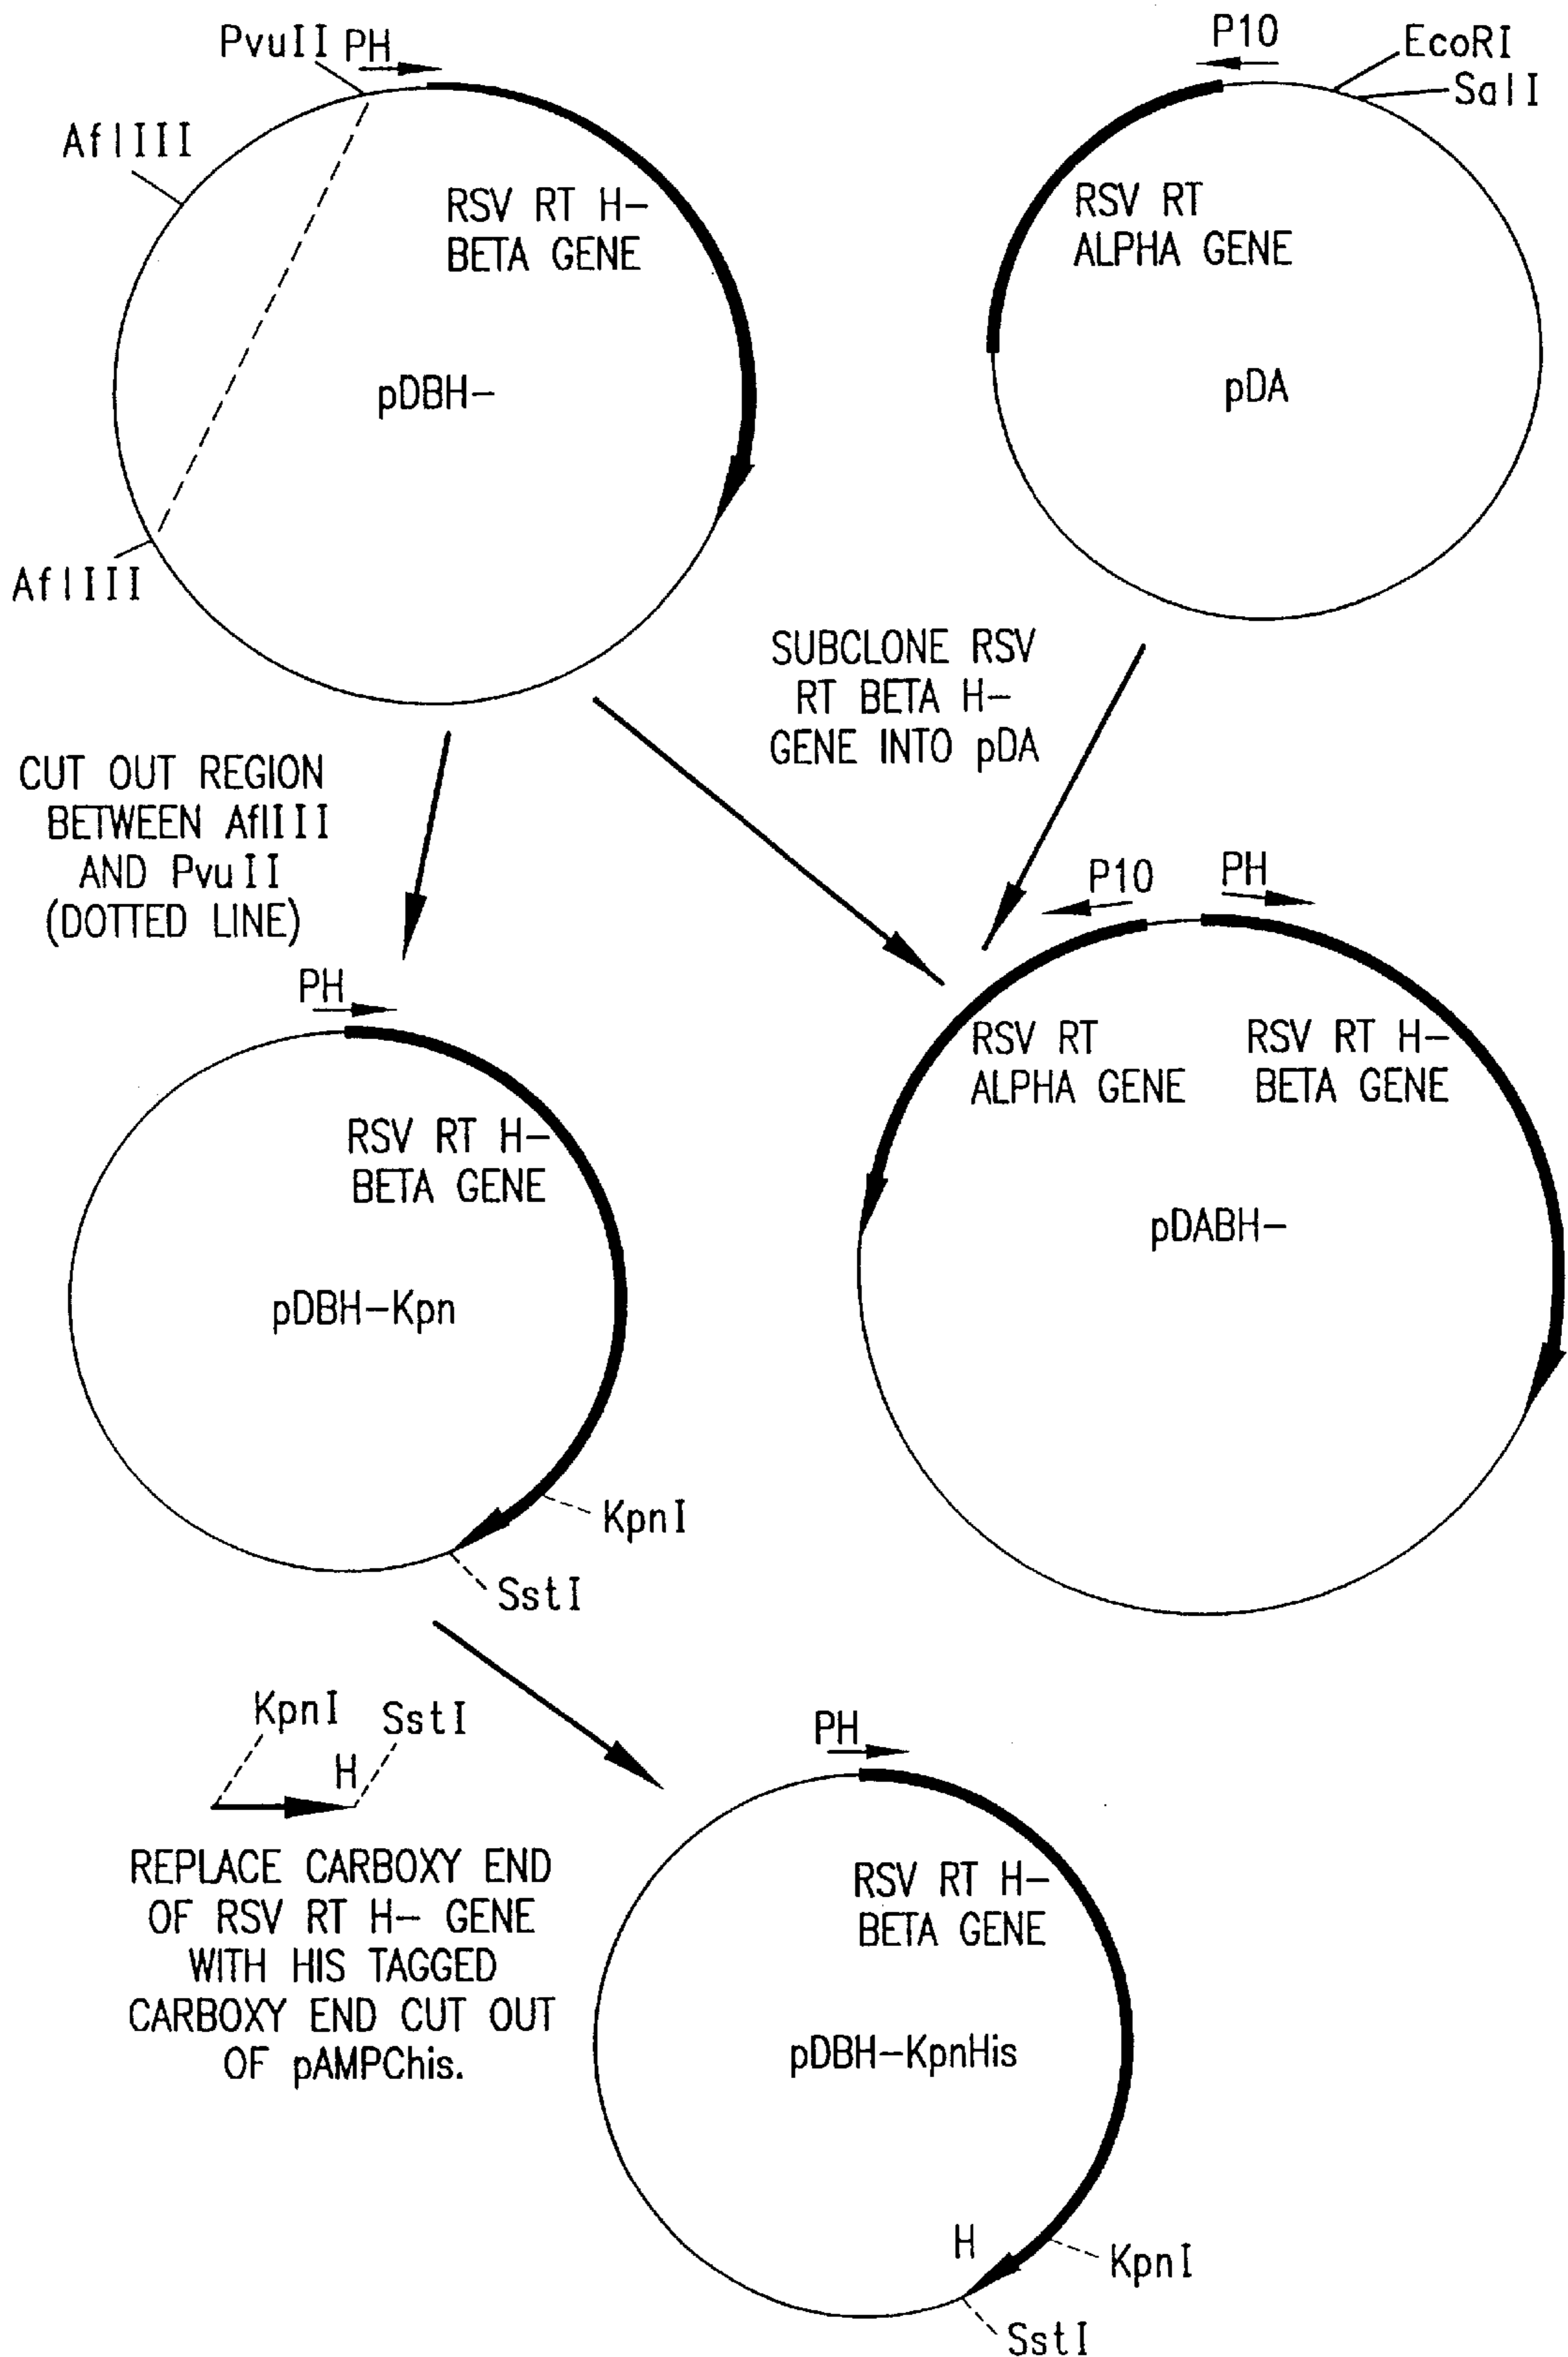 PvuII PH
AflIII
RSV RT H-
BETA GENE
pDBH-
AflIII
P10
EcoRI
SalI
RSV RT
ALPHA GENE
pDA
SUBCLONE RSV
RT BETA H-
GENE INTO pDA
CUT OUT REGION
BETWEEN AflIII
AND PvuII
(DOTTED LINE)
PH
RSV RT H-
BETA GENE
pDBH-Kpn
KpnI
SstI
P10 PH
RSV RT
ALPHA GENE
RSV RT H-
BETA GENE
pDABH-
KpnI SstI
H
REPLACE CARBOXY END
OF RSV RT H- GENE
WITH HIS TAGGED
CARBOXY END CUT OUT
OF pAMPChis.
PH
RSV RT H-
BETA GENE
pDBH-KpnHis
H
KpnI
SstI